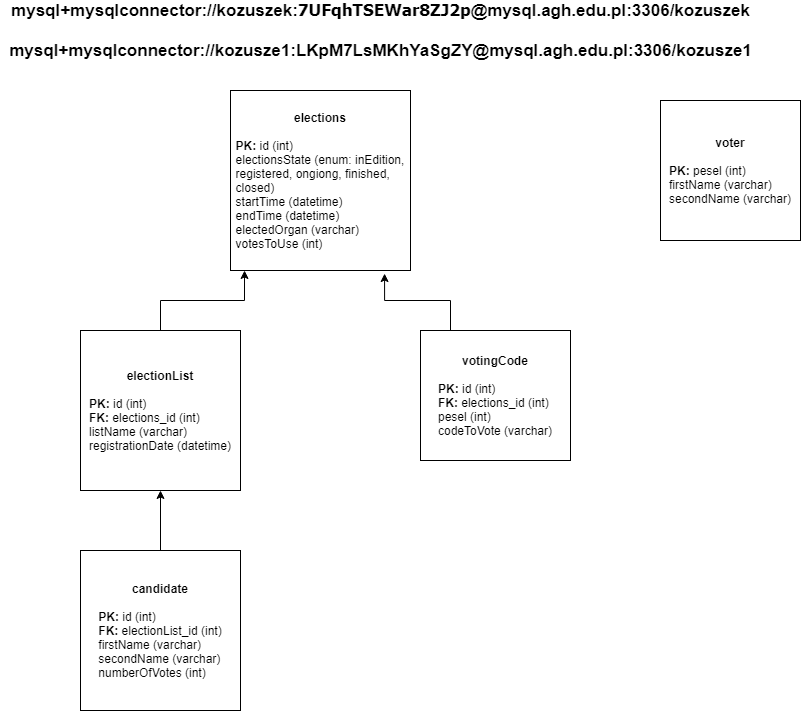 mysql+mysqlconnector://kozuszek:7UFqhTSEWar8ZJ2p@mysql.agh.edu.pl:3306/kozuszek
mysql+mysqlconnector://kozusze1:LKpM7LsMKhYaSgZY@mysql.agh.edu.pl:3306/kozusze1
elections
PK: id (int)
electionsState (enum: inEdition,
registered, ongiong, finished,
closed)
startTime (datetime)
endTime (datetime)
electedOrgan (varchar)
votesToUse (int)
voter
PK: pesel (int)
firstName (varchar)
secondName (varchar)
electionList
PK: id (int)
FK: elections_id (int)
listName (varchar)
registrationDate (datetime)
votingCode
PK: id (int)
FK: elections_id (int)
pesel (int)
codeToVote (varchar)
candidate
PK: id (int)
FK: electionList_id (int)
firstName (varchar)
secondName (varchar)
numberOfVotes (int)